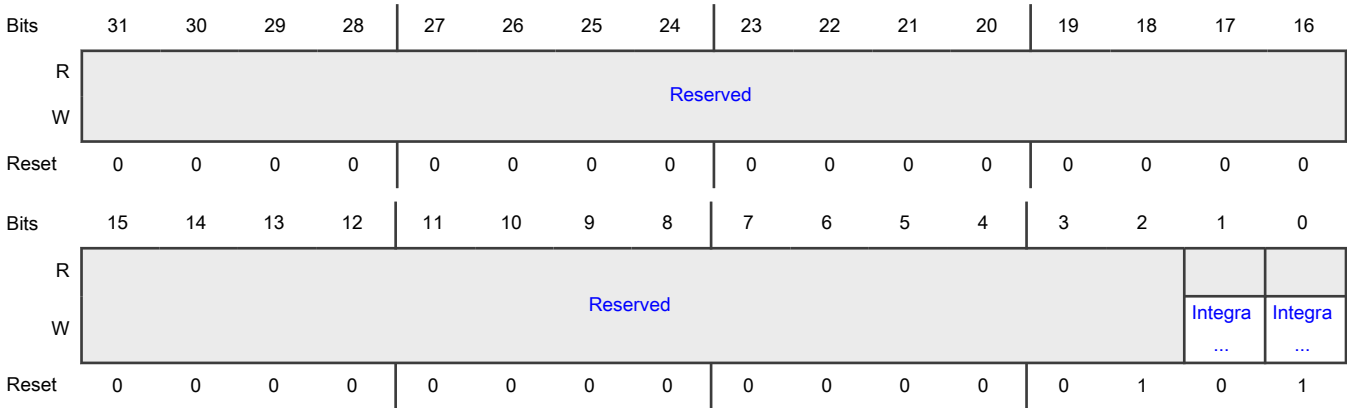 Bits 31 30 29 28 27 26 25 24 23 22 21 20 19 18 17 16
R
Reserved
W
Reset 0 0 0 0 0 0 0 0 0 0 0 0 0 0 0 0
Bits 15 14 13 12 11 10 9 8 7 6 5 4 3 2 1 0
R
Reserved
W Integra ... Integra ...
Reset 0 0 0 0 0 0 0 0 0 0 0 0 0 1 0 1